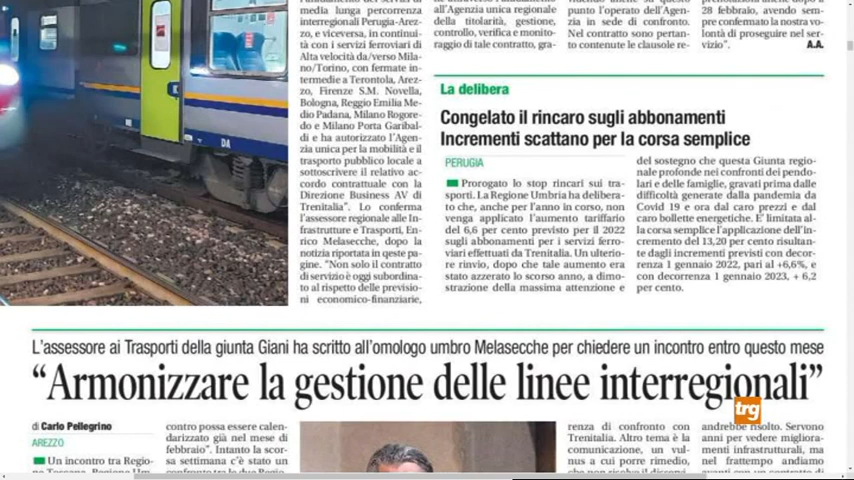 l'andamento dei servizi di
media lunga percorrenza
interregionali Perugia-Arez-
zo, e viceversa, in continui-
tà con i servizi ferroviari di
Alta velocità da/verso Mila-
no/Torino, con fermate in-
termedie a Terontola, Arez-
zo, Firenze S.M. Novella,
Bologna, Reggio Emilia Me-
dio Padana, Milano Rogore-
do e Milano Porta Garibal-
di e ha autorizzato l'Agen-
zia unica per la mobilità e il
trasporto pubblico locale a
sottoscrivere il relativo ac-
cordo contrattuale con la
Direzione Business AV di
Trenitalia". Lo conferma
l'assessore regionale alle In-
frastrutture e Trasporti, En-
rico Melasecche, dopo la
notizia riportata in queste pa-
gine. "Non solo il contratto
di servizio è oggi subordina-
to al rispetto delle previsio-
ni economico-finanziarie,
all'Agenzia unica regionale
della titolarità, gestione,
controllo, verifica e monito-
raggio di tale contratto, gra-
que l'operato dell'Agen-
zia in sede di confronto.
Nel contratto sono pertan-
to contenute le clausole re-
28 febbraio, avendo sem-
pre confermato la nostra vo-
lontà di proseguire nel ser-
vizio".
A.A.
DA
La delibera
Congelato il rincaro sugli abbonamenti
Incrementi scattano per la corsa semplice
PERUGIA
Prorogato lo stop rincari sui tra-
sporti. La Regione Umbria ha delibera-
to che, anche per l'anno in corso, non
venga applicato l'aumento tariffario
del 6,6 per cento previsto per il 2022
sugli abbonamenti per i servizi ferro-
viari effettuati da Trenitalia. Un ulterio-
re rinvio, dopo che tale aumento era
stato azzerato lo scorso anno, a dimo-
strazione della massima attenzione e
del sostegno che questa Giunta regio-
nale profonde nei confronti dei pendo-
lari e delle famiglie, gravati prima dalle
difficoltà generate dalla pandemia da
Covid 19 e ora dal caro prezzi e dal
caro bollette energetiche. E' limitata al-
la corsa semplice l'applicazione dell'in-
cremento del 13,20 per cento risultan-
te dagli incrementi previsti con decor-
renza 1 gennaio 2022, pari al +6,6%, e
con decorrenza 1 gennaio 2023, + 6,2
per cento.
L'assessore ai Trasporti della giunta Giani ha scritto all'omologo umbro Melasecche per chiedere un incontro entro questo mese
"Armonizzare la gestione delle linee interregionali"
trg
di Carlo Pellegrino
AREZZO
Un incontro tra Regio-
contro possa essere calen-
darizzato già nel mese di
febbraio". Intanto la scor-
sa settimana c'è stato un
renza di confronto con
Trenitalia. Altro tema è la
comunicazione, un vul-
nus a cui porre rimedio,
andrebbe risolto. Servono
anni per vedere migliora-
menti infrastrutturali, ma
nel frattempo andiamo